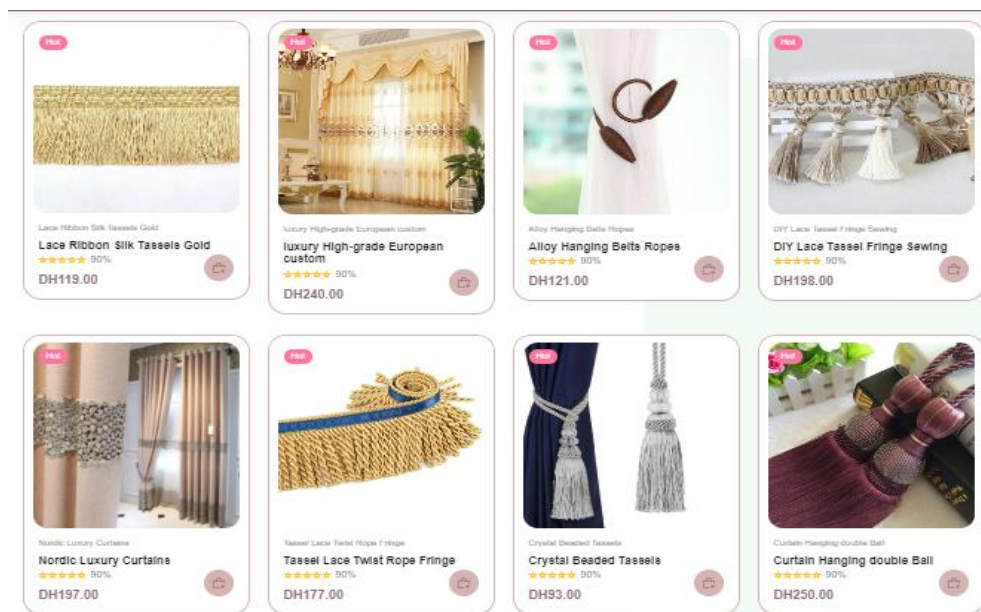 Hot
Lace Ribbon Silk Tassels Gold
Lace Ribbon Silk Tassels Gold
90%
DH119.00
Hot
luxury High-grade European custom
luxury High-grade European
custom
90%
DH240.00
Hot
Alloy Hanging Belts Ropes
Alloy Hanging Belts Ropes
90%
DH121.00
Hot
DIY Lace Tassel Fringe Sewing
DIY Lace Tassel Fringe Sewing
90%
DH198.00
Hot
Nordic Luxury Curtains
Nordic Luxury Curtains
90%
DH197.00
Hot
Tassel Lace Twist Rope Fringe
Tassel Lace Twist Rope Fringe
90%
DH177.00
Hot
Crystal Beaded Tassels
Crystal Beaded Tassels
90%
DH93.00
Hot
Curtain Hanging double Ball
Curtain Hanging double Ball
90%
DH250.00